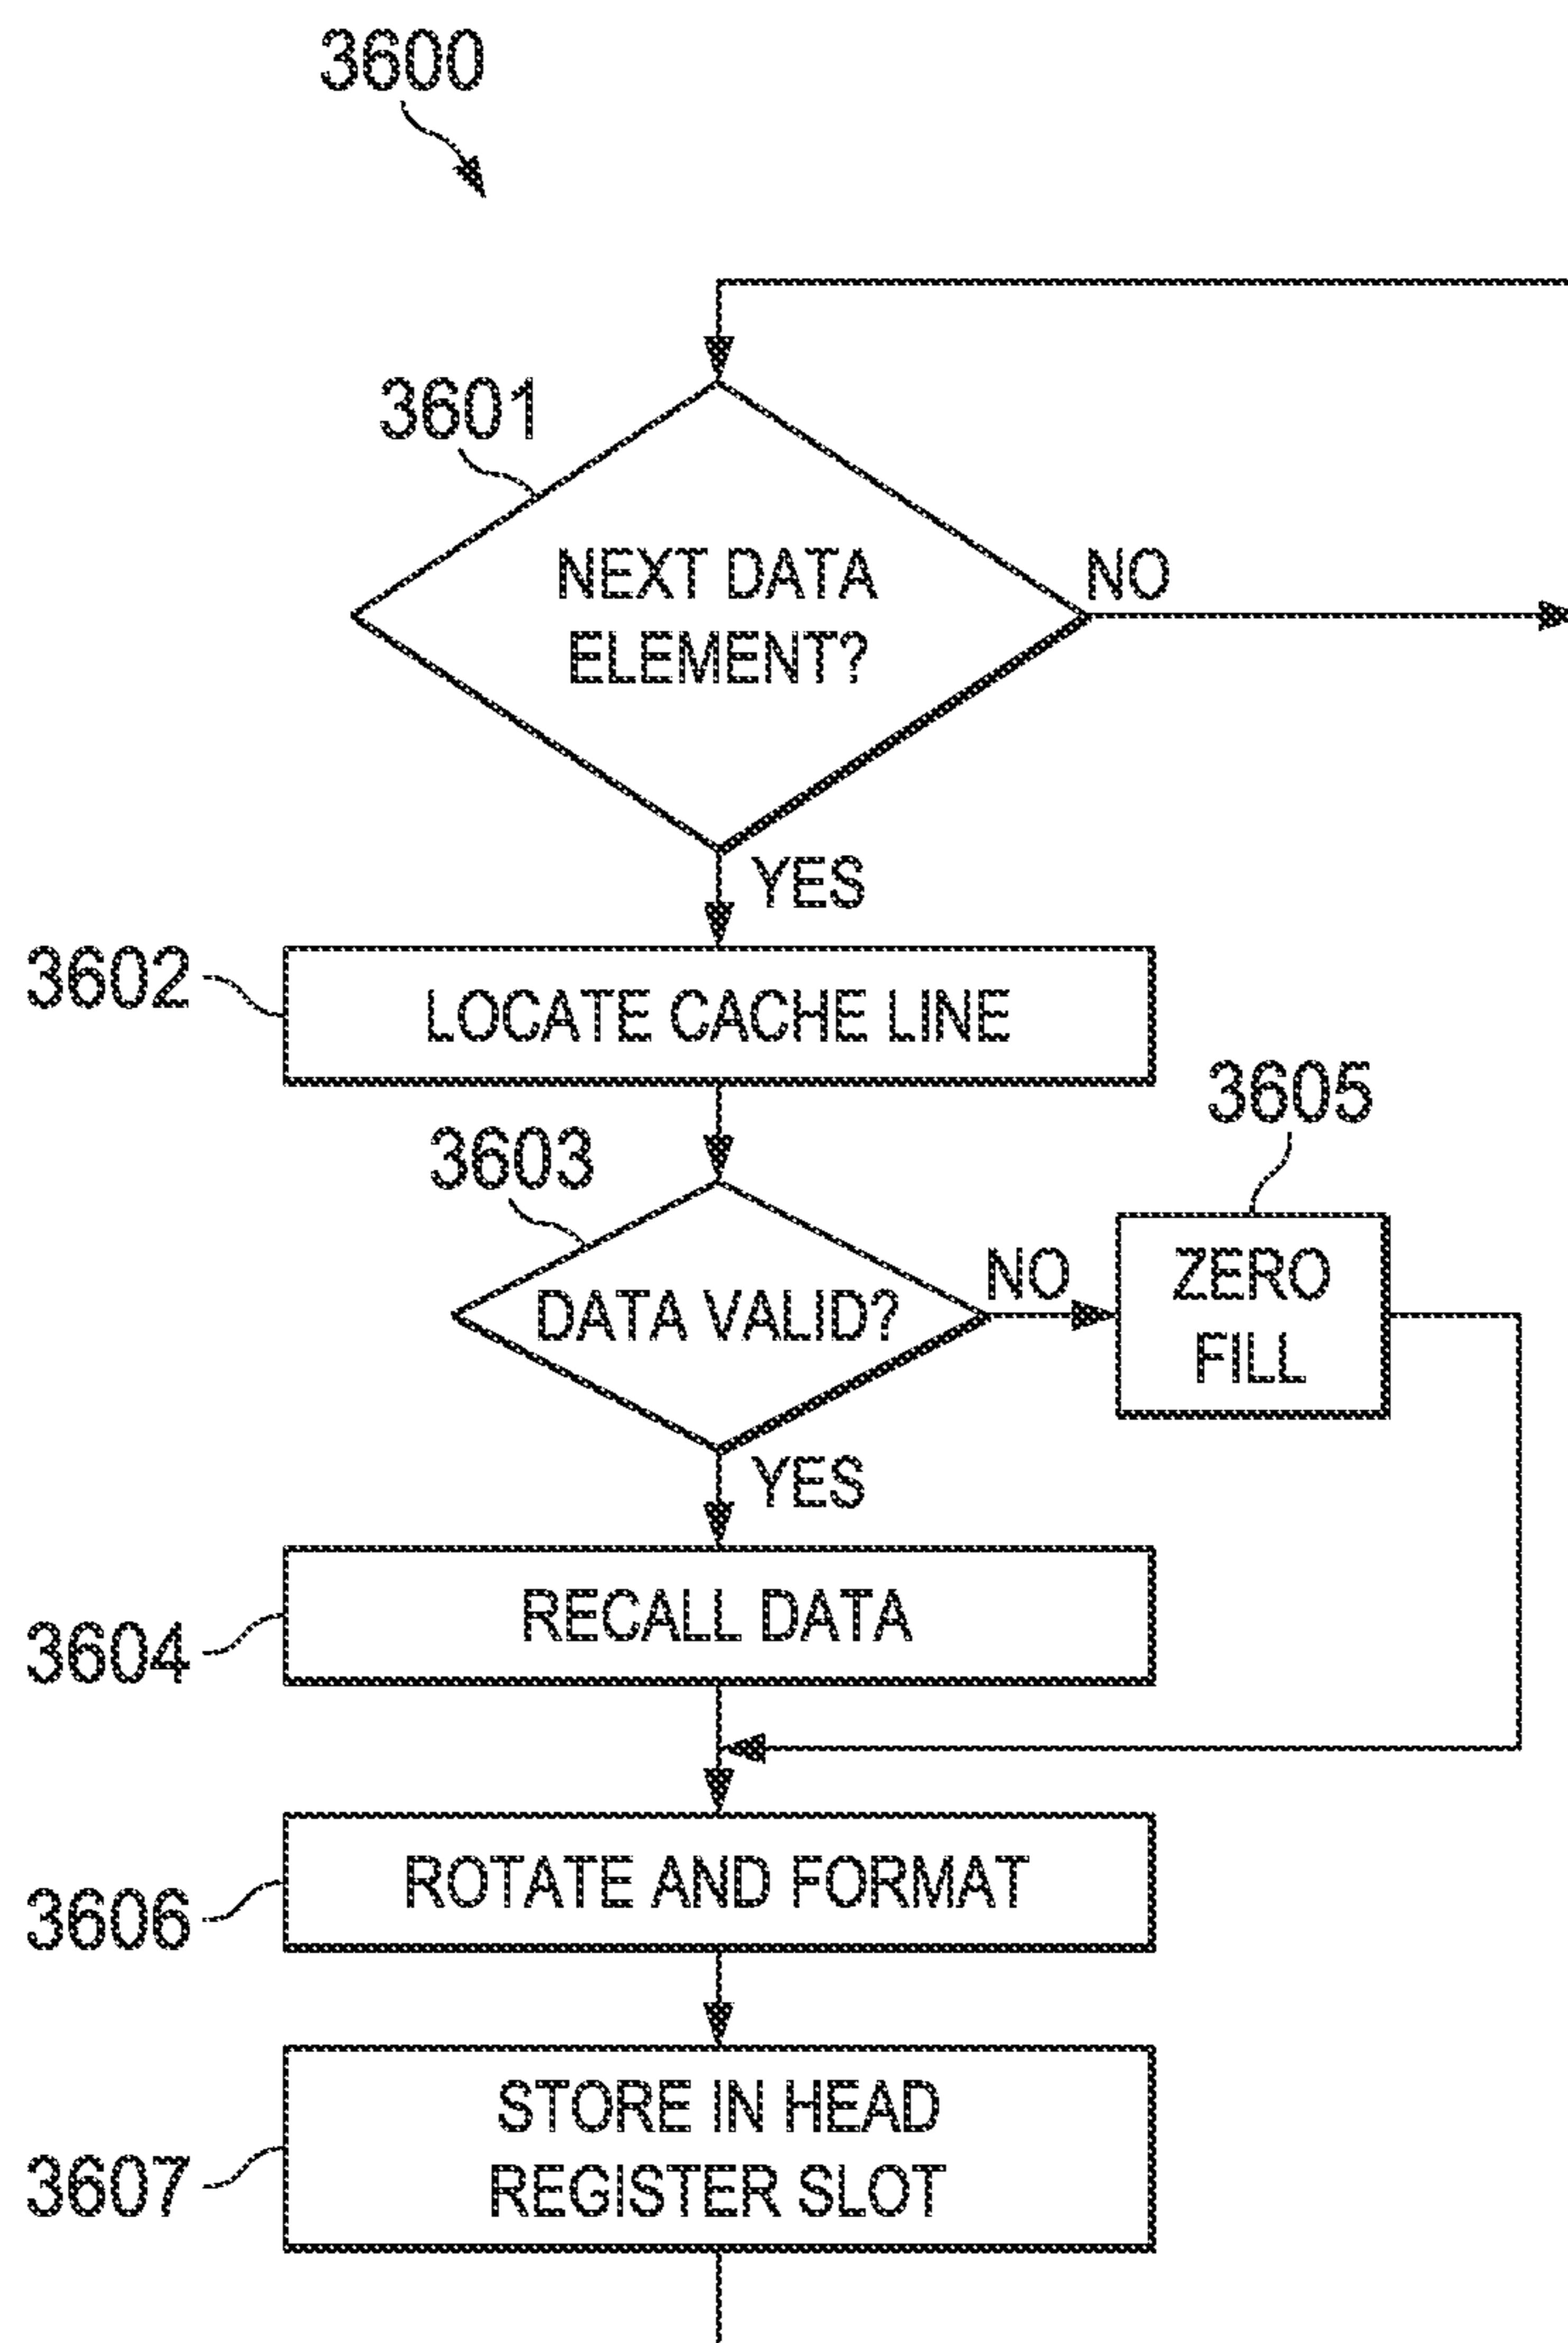 3600
3601
NEXT DATA
ELEMENT?
NO
YES
3602
LOCATE CACHE LINE
3605
3603
DATA VALID?
NO
ZERO
FILL
YES
3604
RECALL DATA
3606
ROTATE AND FORMAT
3607
STORE IN HEAD
REGISTER SLOT